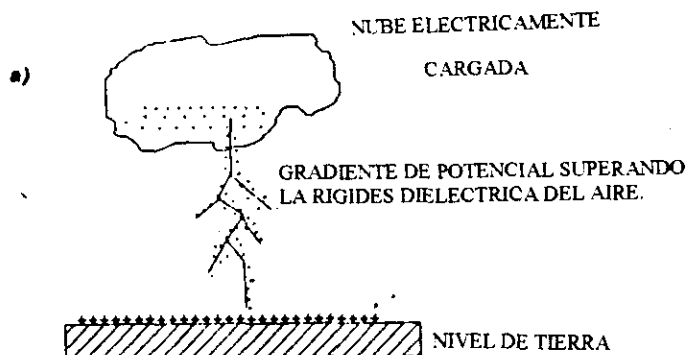 NUBE ELECTRICAMENTE
a)
CARGADA
GRADIENTE DE POTENCIAL SUPERANDO
LA RIGIDES DIELECTRICA DEL AIRE.
NIVEL DE TIERRA